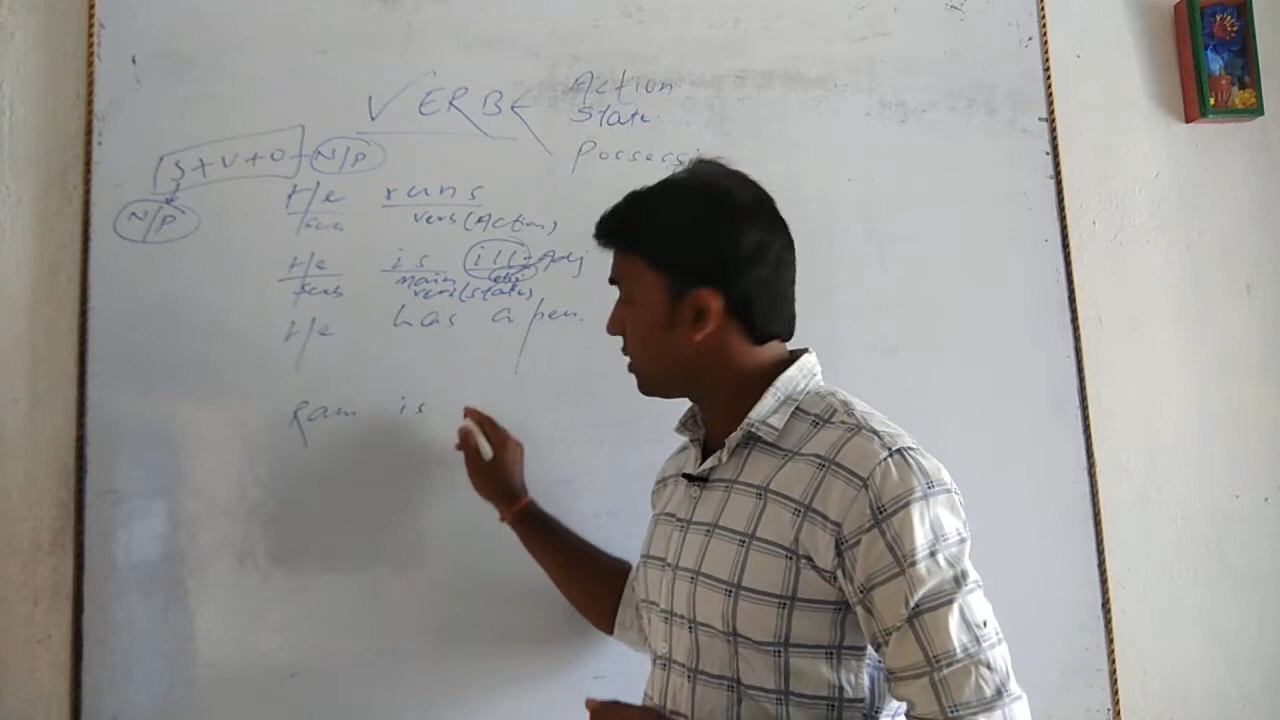 VERB Action
State
Possess
S+V+O N/P
N/P
He runs
verb (Action)
He is ill Adj
main
verb (State)
He has a pen.
Ram is